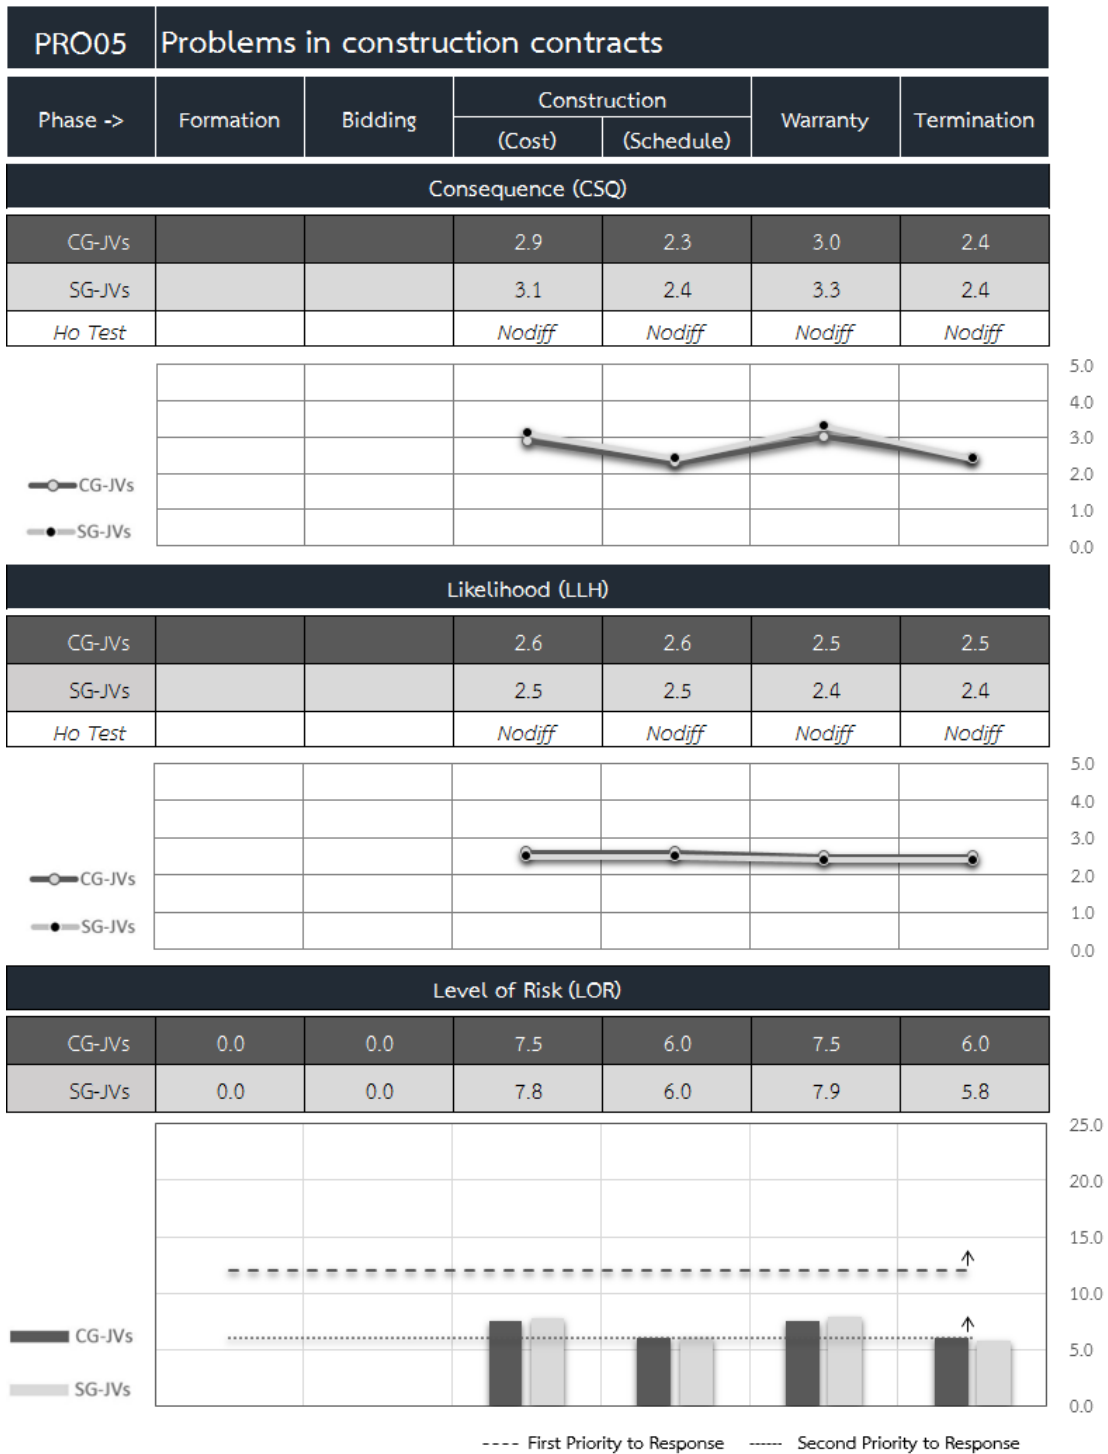 PRO05 Problems in construction contracts
Phase -> Formation Bidding Construction Warranty Termination
(Cost) (Schedule)
Consequence (CSQ)
CG-JVs 2.9 2.3 3.0 2.4
SG-JVs 3.1 2.4 3.3 2.4
Ho Test Nodiff Nodiff Nodiff Nodiff
5.0
4.0
3.0
2.0
1.0
0.0
CG-JVs
SG-JVs
Likelihood (LLH)
CG-JVs 2.6 2.6 2.5 2.5
SG-JVs 2.5 2.5 2.4 2.4
Ho Test Nodiff Nodiff Nodiff Nodiff
5.0
4.0
3.0
2.0
1.0
0.0
CG-JVs
SG-JVs
Level of Risk (LOR)
CG-JVs 0.0 0.0 7.5 6.0 7.5 6.0
SG-JVs 0.0 0.0 7.8 6.0 7.9 5.8
25.0
20.0
15.0
10.0
5.0
0.0
CG-JVs
SG-JVs
First Priority to Response Second Priority to Response